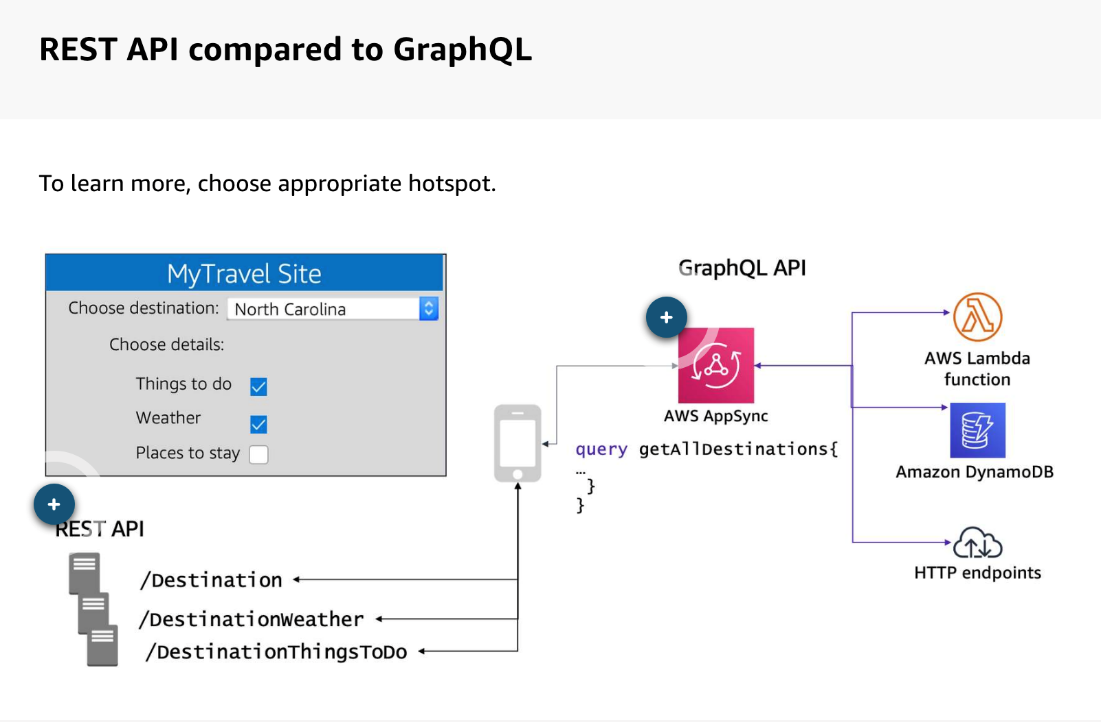 REST API compared to GraphQL
To learn more, choose appropriate hotspot.
MyTravel Site
Choose destination: North Carolina
Choose details:
Things to do
Weather
Places to stay
REST API
/Destination
/DestinationWeather
/DestinationThingsToDo
GraphQL API
AWS AppSync
query getAllDestinations{
…
}
}
AWS Lambda
function
Amazon DynamoDB
HTTP endpoints